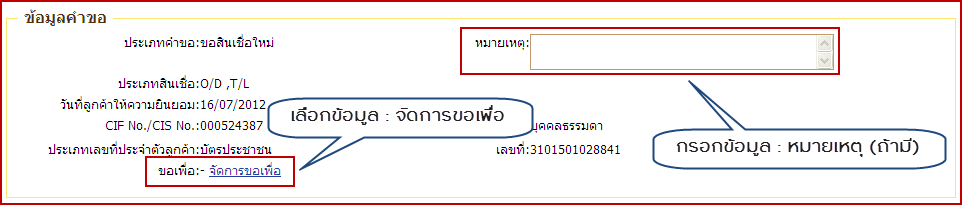 ข้อมูลคำขอ
ประเภทคำขอ:ขอสินเชื่อใหม่
หมายเหตุ:
ประเภทสินเชื่อ:O/D ,T/L
วันที่ลูกค้าให้ความยินยอม:16/07/2012
CIF No./CIS No.:000524387
บุคคลธรรมดา
ประเภทเลขที่ประจำตัวลูกค้า:บัตรประชาชน
เลขที่:3101501028841
ขอเพื่อ:- จัดการขอเพื่อ
เลือกข้อมูล : จัดการขอเพื่อ
กรอกข้อมูล : หมายเหตุ (ถ้ามี)